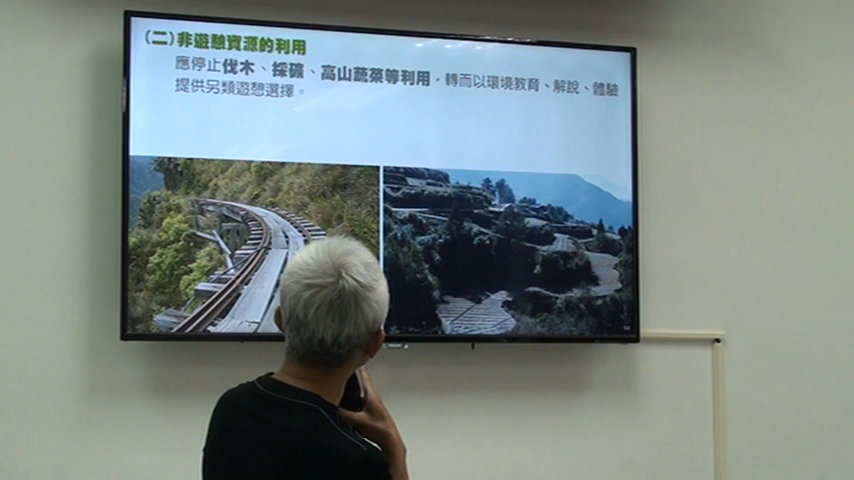 (二)非遊憩資源的利用
應停止伐木、採礦、高山蔬菜等利用，轉而以環境教育、解說、體驗
提供另類遊憩選擇。